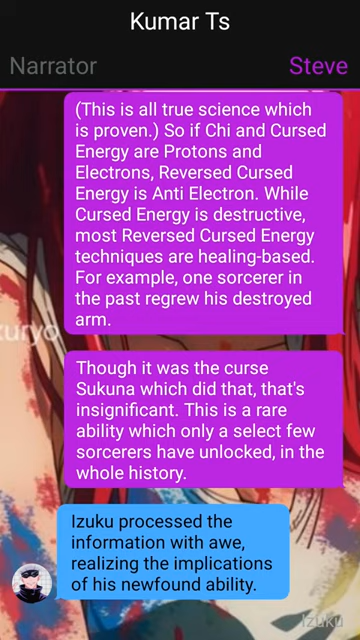 Kumar Ts
Narrator
Steve
(This is all true science which
is proven.) So if Chi and Cursed
Energy are Protons and
Electrons, Reversed Cursed
Energy is Anti Electron. While
Cursed Energy is destructive,
most Reversed Cursed Energy
techniques are healing-based.
For example, one sorcerer in
the past regrew his destroyed
arm.
Though it was the curse
Sukuna which did that, that's
insignificant. This is a rare
ability which only a select few
sorcerers have unlocked, in the
whole history.
Izuku processed the
information with awe,
realizing the implications
of his newfound ability.
Izuku